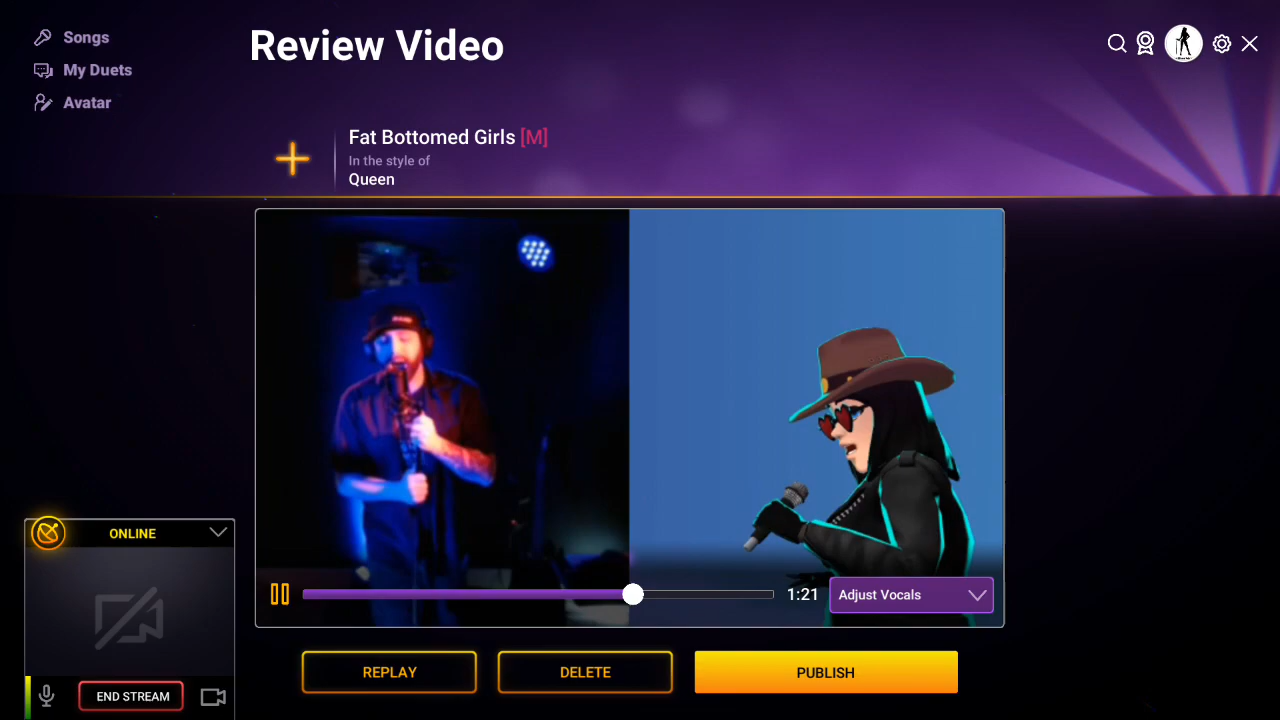 Songs
My Duets
Avatar
Review Video
Fat Bottomed Girls [M]
In the style of
Queen
ONLINE
END STREAM
1:21
Adjust Vocals
REPLAY
DELETE
PUBLISH